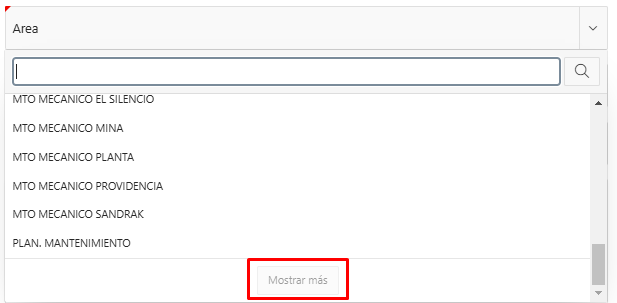 Area
MTO MECANICO EL SILENCIO
MTO MECANICO MINA
MTO MECANICO PLANTA
MTO MECANICO PROVIDENCIA
MTO MECANICO SANDRAK
PLAN. MANTENIMIENTO
Mostrar más